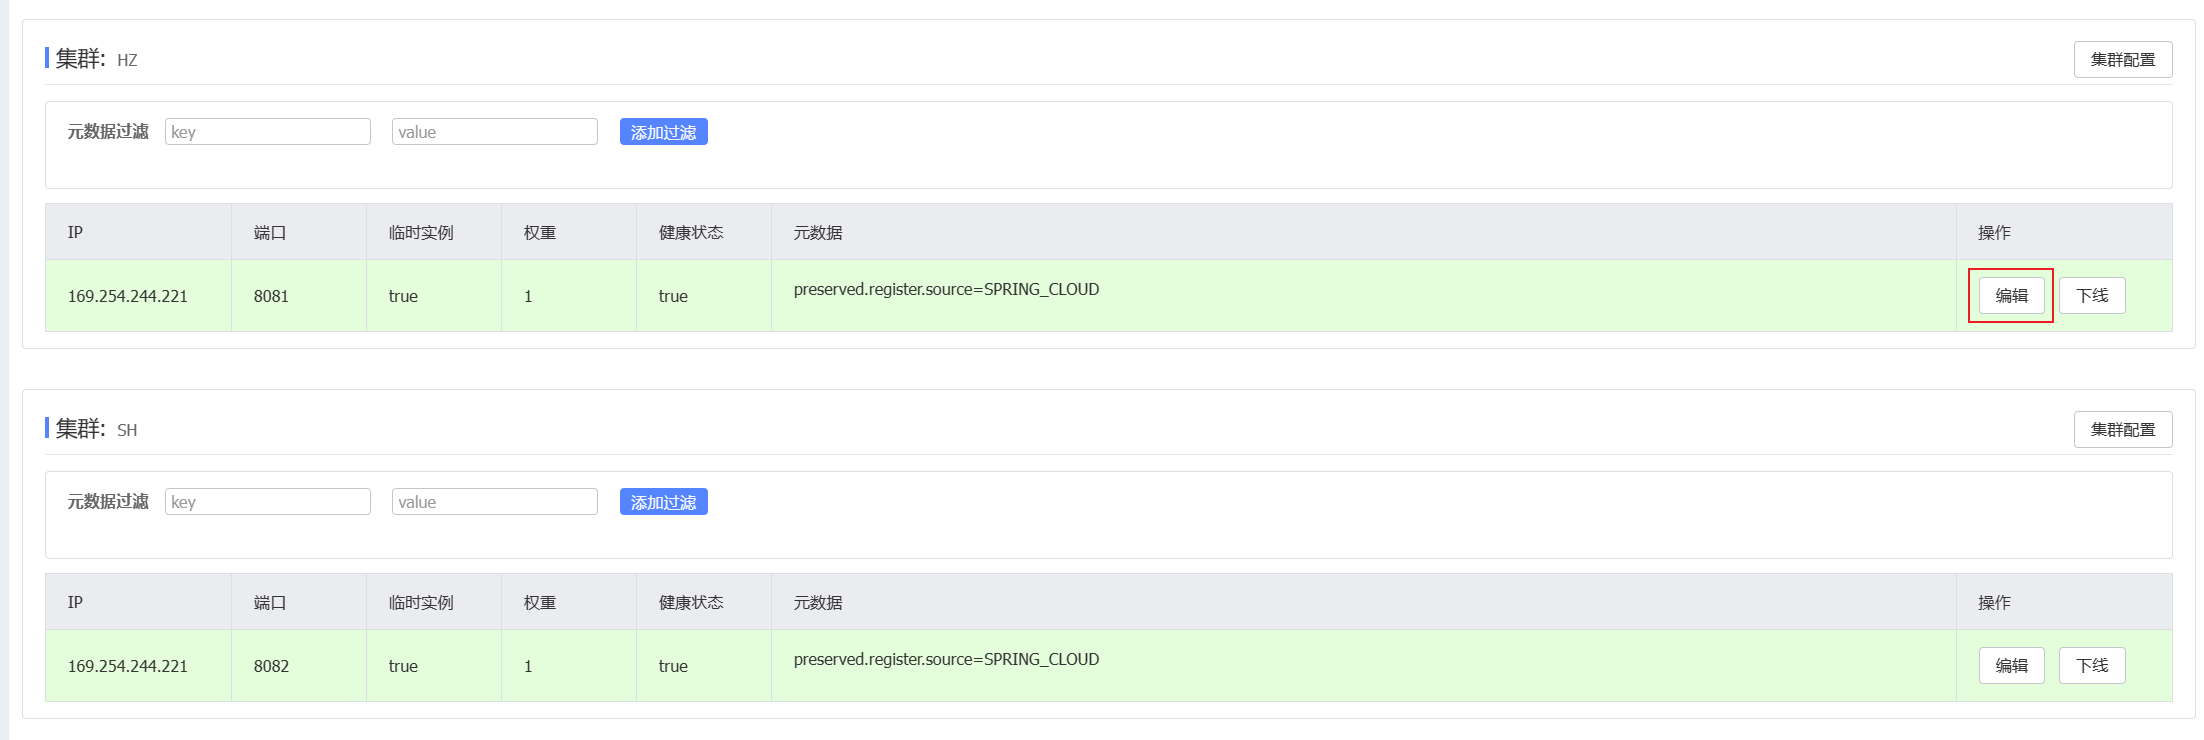 集群: HZ 集群配置
元数据过滤 key value 添加过滤
IP 端口 临时实例 权重 健康状态 元数据 操作
169.254.244.221 8081 true 1 true preserved.register.source=SPRING_CLOUD 编辑 下线
集群: SH 集群配置
元数据过滤 key value 添加过滤
IP 端口 临时实例 权重 健康状态 元数据 操作
169.254.244.221 8082 true 1 true preserved.register.source=SPRING_CLOUD 编辑 下线